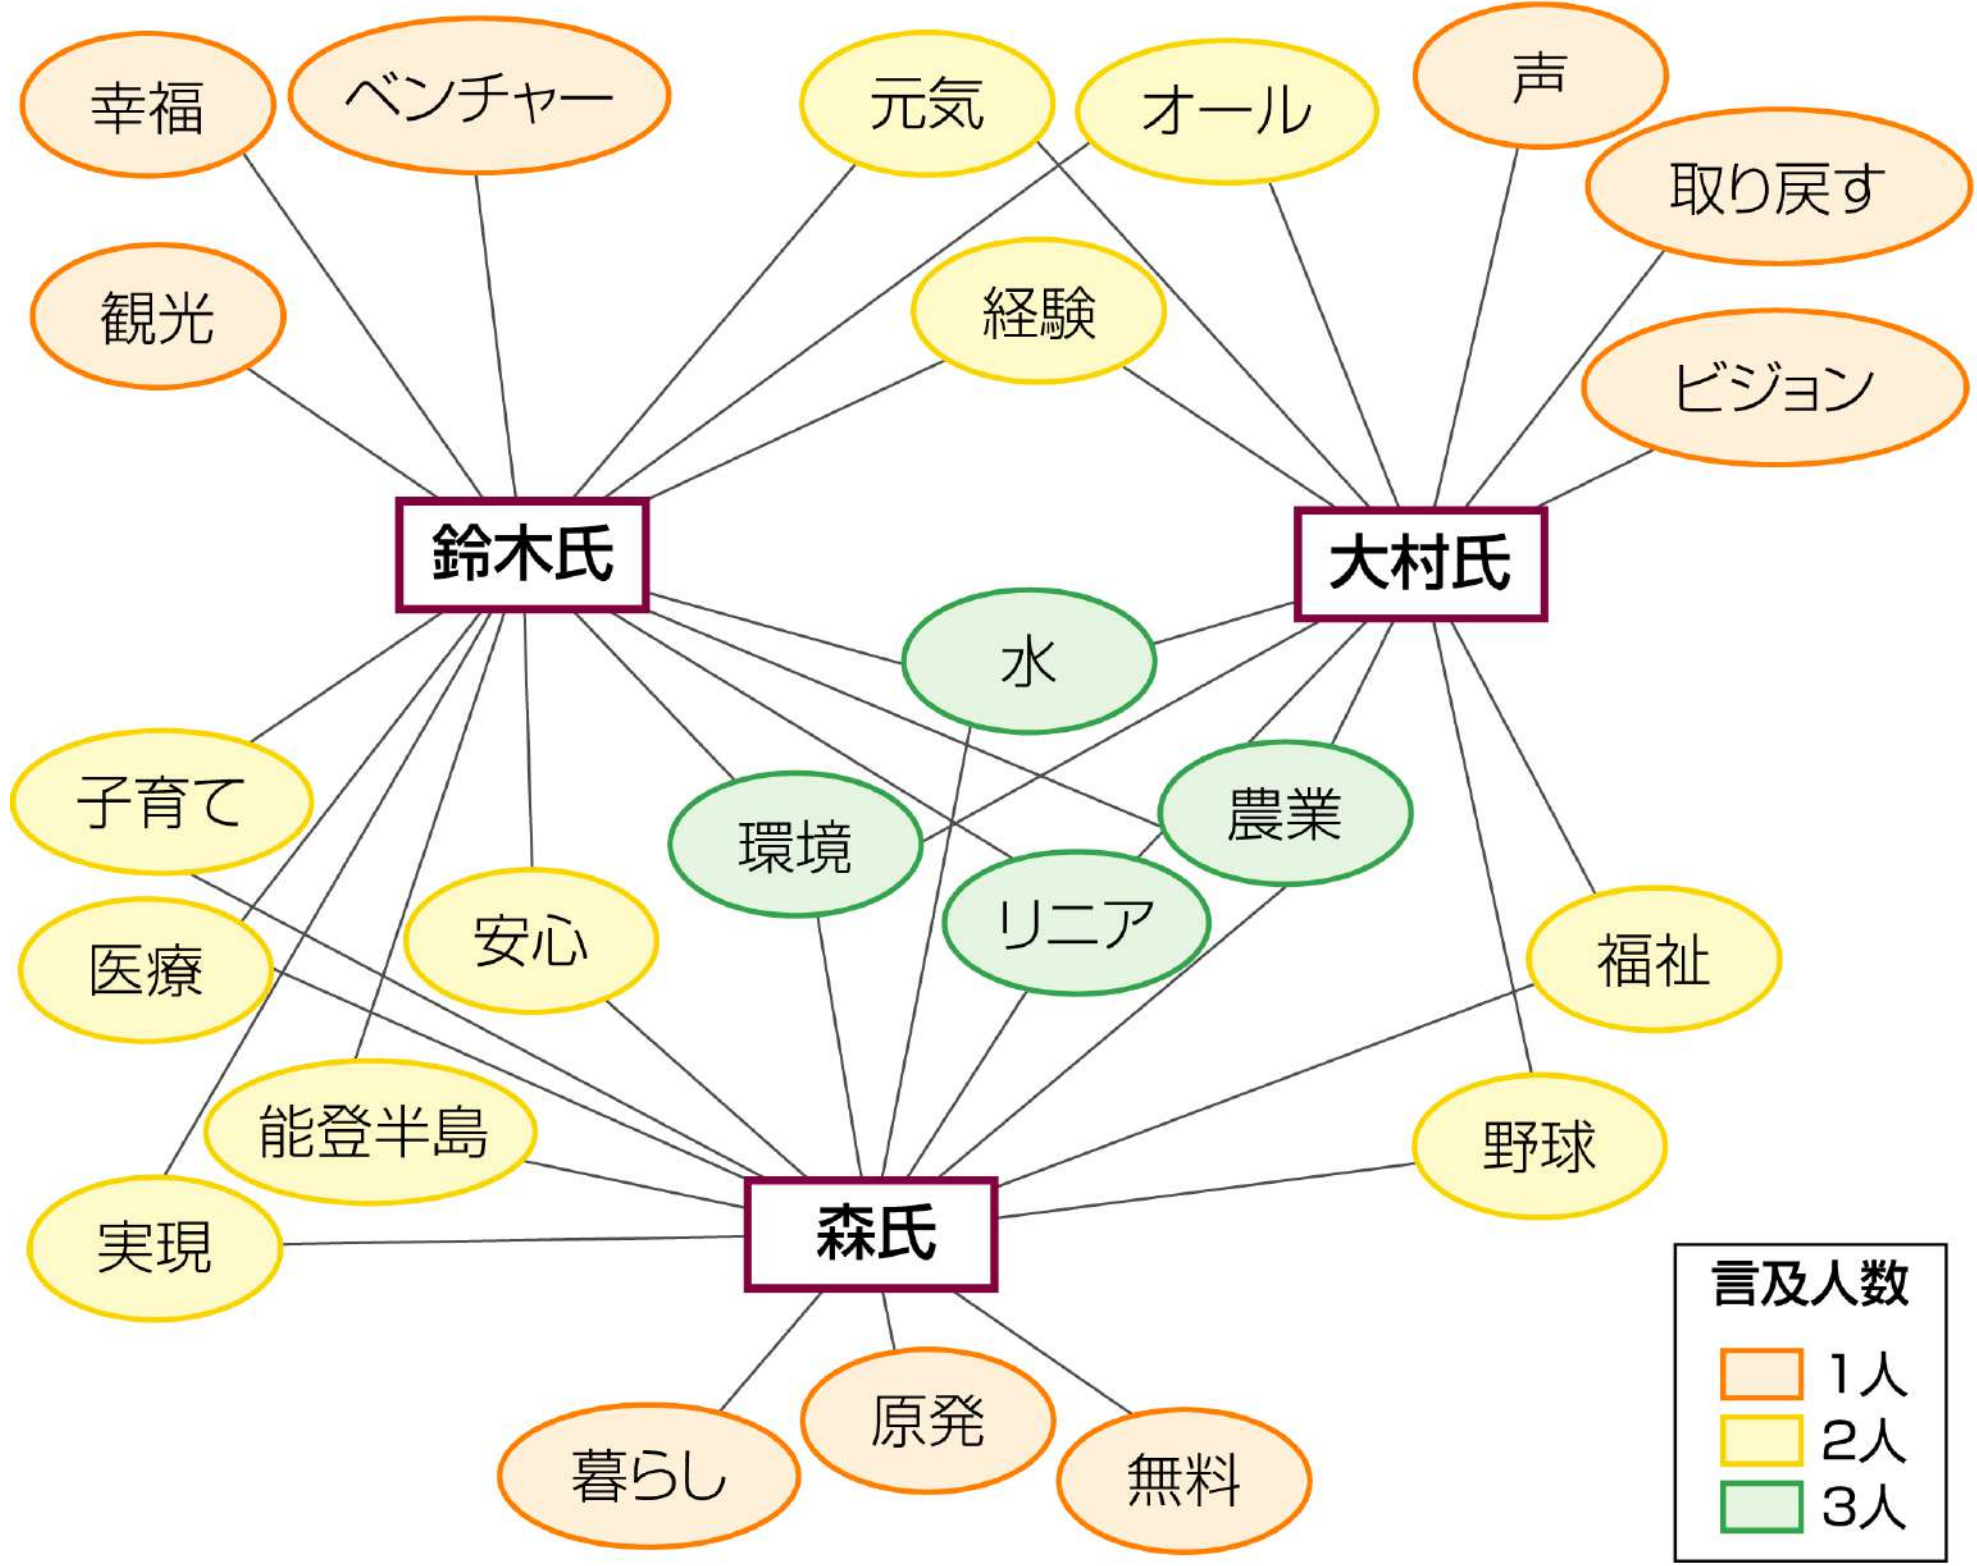 幸福
ベンチャー
元気
オール
声
取り戻す
観光
経験
ビジョン
鈴木氏
大村氏
水
子育て
環境
農業
医療
安心
リニア
福祉
能登半島
野球
実現
森氏
暮らし
原発
無料
言及人数
1人
2人
3人